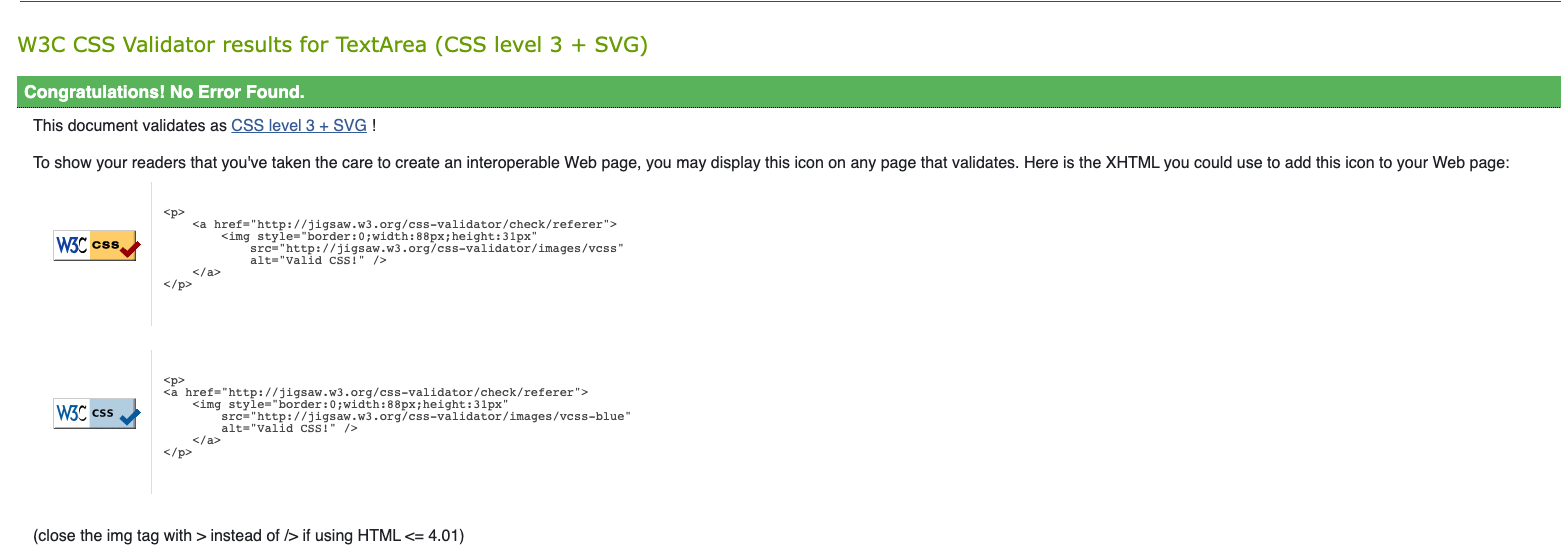 W3C CSS Validator results for TextArea (CSS level 3 + SVG)
Congratulations! No Error Found.
This document validates as CSS level 3 + SVG !
To show your readers that you've taken the care to create an interoperable Web page, you may display this icon on any page that validates. Here is the XHTML you could use to add this icon to your Web page:
W3C css
<p>
    <a href="http://jigsaw.w3.org/css-validator/check/referer">
        <img style="border:0;width:88px;height:31px"
            src="http://jigsaw.w3.org/css-validator/images/vcss"
            alt="Valid CSS!" />
    </a>
</p>
W3C css
<p>
<a href="http://jigsaw.w3.org/css-validator/check/referer">
    <img style="border:0;width:88px;height:31px"
        src="http://jigsaw.w3.org/css-validator/images/vcss-blue"
        alt="Valid CSS!" />
    </a>
</p>
(close the img tag with > instead of /> if using HTML <= 4.01)